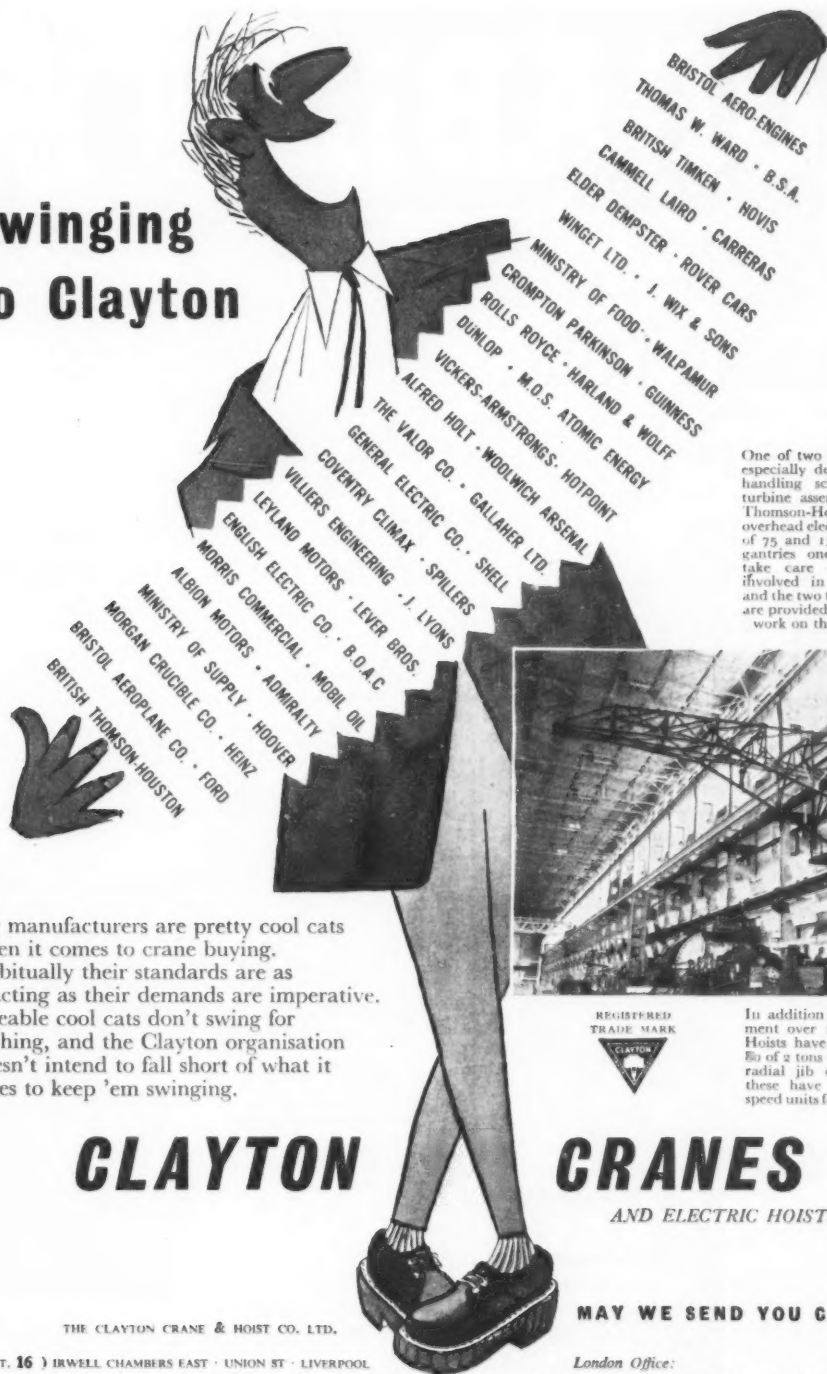 winging
o Clayton
BRISTOL AERO-ENGINES
THOMAS W. WARD · B.S.A.
BRITISH TIMKEN · HOVIS
CAMMELL LAIRD · CARRERAS
ELDER DEMPSTER · ROVER CARS
WINGET LTD. · J. WIX & SONS
MINISTRY OF FOOD · WALPAMUR
CROMPTON PARKINSON · GUINNESS
ROLLS ROYCE · HARLAND & WOLFF
DUNLOP · M.O.S. ATOMIC ENERGY
VICKERS-ARMSTRONGS · HOTPOINT
ALFRED HOLT · WOOLWICH ARSENAL
THE VALOR CO. · GALLAHER LTD.
GENERAL ELECTRIC CO. · SHELL
COVENTRY CLIMAX · SPILLERS
VILLIERS ENGINEERING · J. LYONS
LEYLAND MOTORS · LEVER BROS.
ENGLISH ELECTRIC CO. · B.O.A.C
MORRIS COMMERCIAL · MOBIL OIL
ALBION MOTORS · ADMIRALTY
MINISTRY OF SUPPLY · HOOVER
MORGAN CRUCIBLE CO. · HEINZ
BRISTOL AEROPLANE CO. · FORD
BRITISH THOMSON-HOUSTON
One of two
especially de
handling sc
turbine asse
Thomson-Ho
overhead elec
of 75 and 15
gantries one
take care
involved in
and the two t
are provided
work on th
manufacturers are pretty cool cats
en it comes to crane buying.
bitually their standards are as
cting as their demands are imperative.
eable cool cats don't swing for
hing, and the Clayton organisation
esn't intend to fall short of what it
es to keep 'em swinging.
REGISTERED
TRADE MARK
CLAYTON
In addition
ment over
Hoists have
80 of 2 tons
radial jib
these have
speed units f
CLAYTON CRANES
AND ELECTRIC HOIST
MAY WE SEND YOU C
THE CLAYTON CRANE & HOIST CO. LTD.
T. 16 ) IRWELL CHAMBERS EAST · UNION ST · LIVERPOOL
London Office: